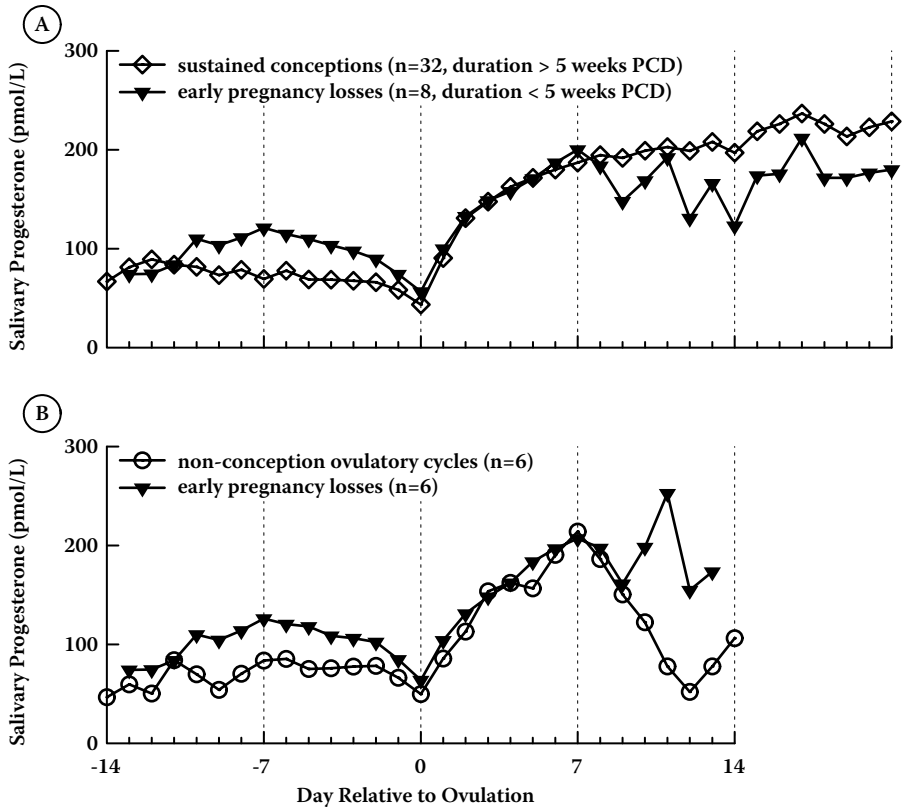 A
300
sustained conceptions (n=32, duration > 5 weeks PCD)
early pregnancy losses (n=8, duration < 5 weeks PCD)
200
100
0
Salivary Progesterone (pmol/L)
B
300
non-conception ovulatory cycles (n=6)
early pregnancy losses (n=6)
200
100
0
Salivary Progesterone (pmol/L)
-14 -7 0 7 14
Day Relative to Ovulation